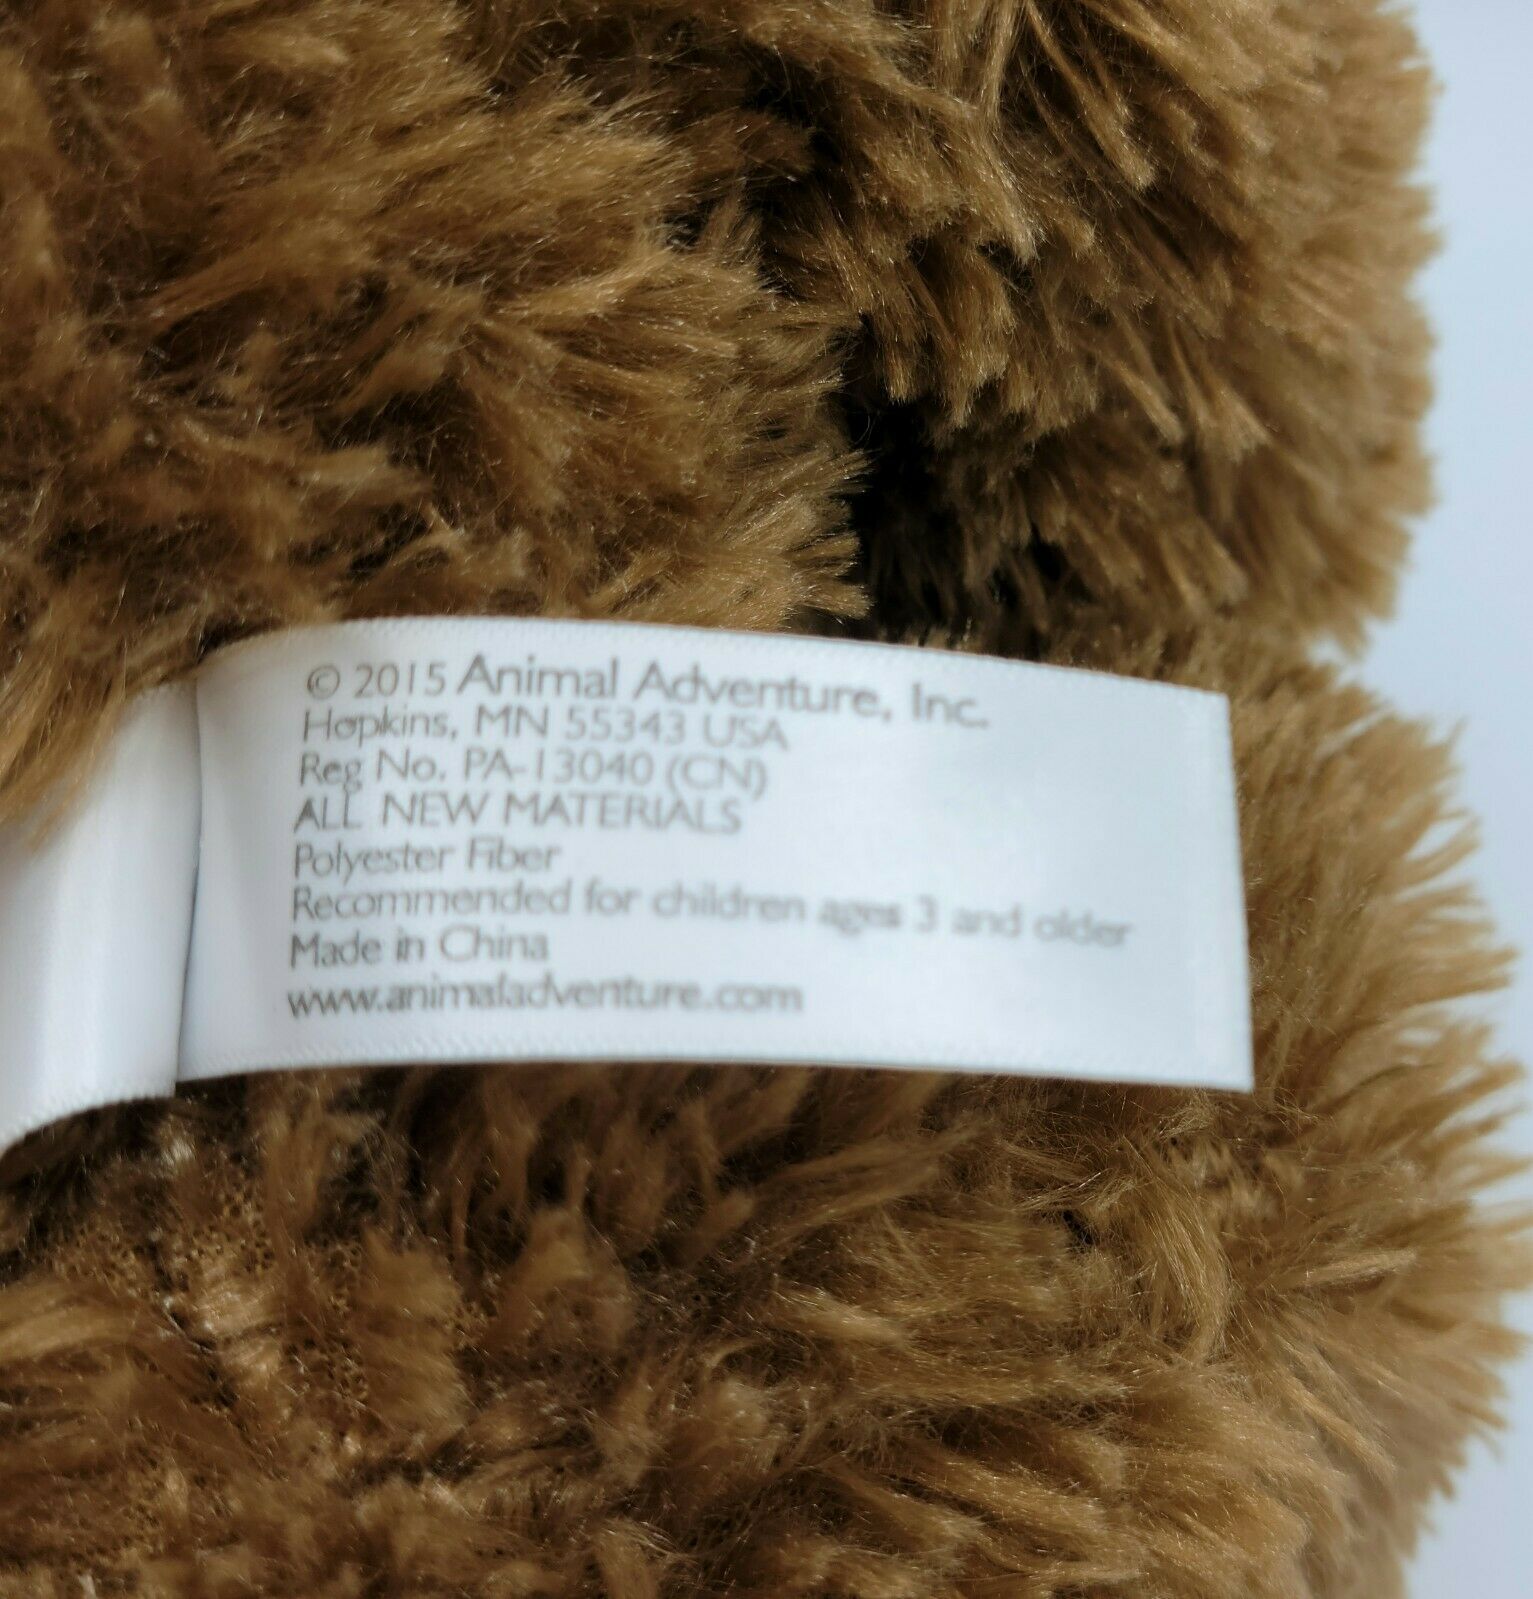 © 2015 Animal Adventure, Inc.
Hopkins, MN 55343 USA
Reg No. PA-13040 (CN)
ALL NEW MATERIALS
Polyester Fiber
Recommended for children ages 3 and older
Made in China
www.animaladventure.com